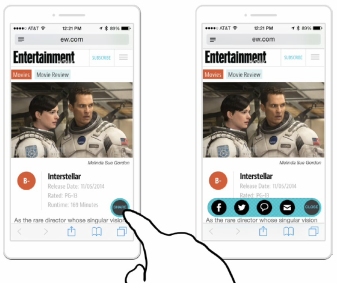 AT&T 12:21 PM 89%
ew.com
Entertainment SUBSCRIBE
Movies Movie Review
Melinda Sue Gordon
B-
Interstellar
Release Date: 11/05/2014
Rated: PG-13
Runtime: 169 Minutes
SHARE
As the rare director whose singular vision
AT&T 12:21 PM 89%
ew.com
Entertainment SUBSCRIBE
Movies Movie Review
Melinda Sue Gordon
B-
Interstellar
Release Date: 11/05/2014
Rated: PG-13
CLOSE
As the rare director whose singular vision